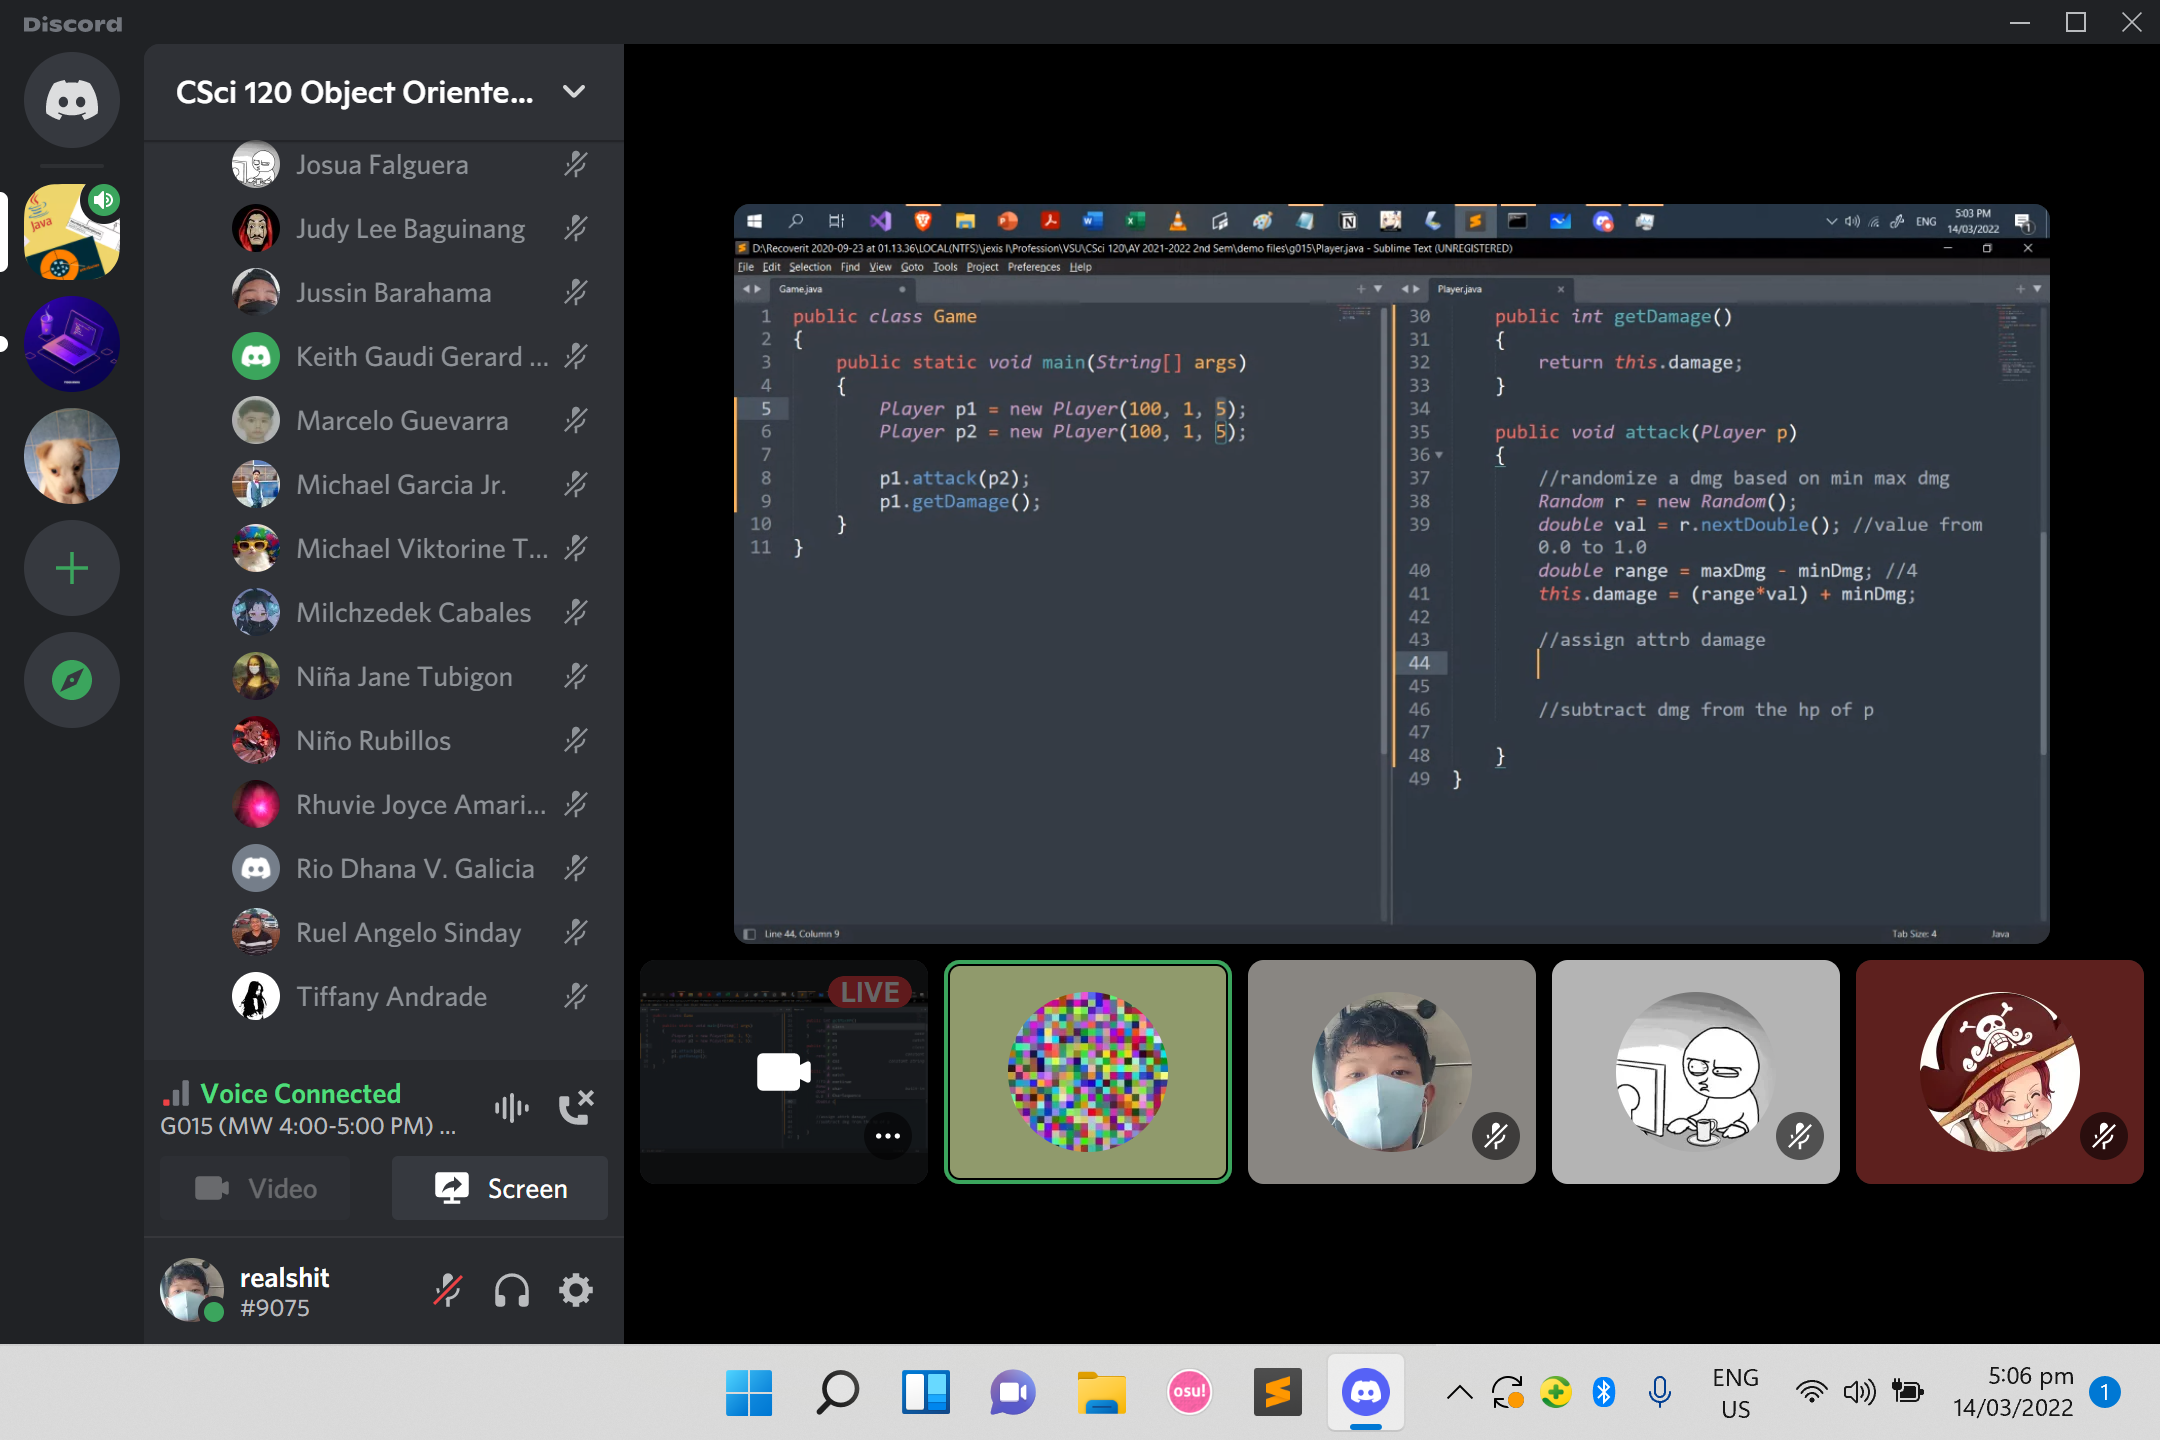 Discord
CSci 120 Object Oriente...
Josua Falguera
Judy Lee Baguinang
Jussin Barahama
Keith Gaudi Gerard ...
Marcelo Guevarra
Michael Garcia Jr.
Michael Viktorine T...
Milchzedek Cabales
Niña Jane Tubigon
Niño Rubillos
Rhuvie Joyce Amari...
Rio Dhana V. Galicia
Ruel Angelo Sinday
Tiffany Andrade
Voice Connected
G015 (MW 4:00-5:00 PM) ...
Video
Screen
realshit
#9075
Java
ENG
5:03 PM
14/03/2022
1
D:\Recoverit 2020-09-23 at 01.13.36\LOCAL(NTFS)\jexis I\Profession\VSU\CSci 120\AY 2021-2022 2nd Sem\demo files\g015\Player.java - Sublime Text (UNREGISTERED)
File Edit Selection Find View Goto Tools Project Preferences Help
Game.java
1 public class Game
2 {
3 public static void main(String[] args)
4 {
5 Player p1 = new Player(100, 1, 5);
6 Player p2 = new Player(100, 1, 5);
7
8 p1.attack(p2);
9 p1.getDamage();
10 }
11 }
Player.java
30 public int getDamage()
31 {
32 return this.damage;
33 }
34
35 public void attack(Player p)
36 {
37 //randomize a dmg based on min max dmg
38 Random r = new Random();
39 double val = r.nextDouble(); //value from
0.0 to 1.0
40 double range = maxDmg - minDmg; //4
41 this.damage = (range*val) + minDmg;
42
43 //assign attrb damage
44
45
46 //subtract dmg from the hp of p
47
48 }
49 }
Line 44, Column 9
Tab Size: 4
Java
LIVE
osu!
ENG
US
5:06 pm
14/03/2022
1